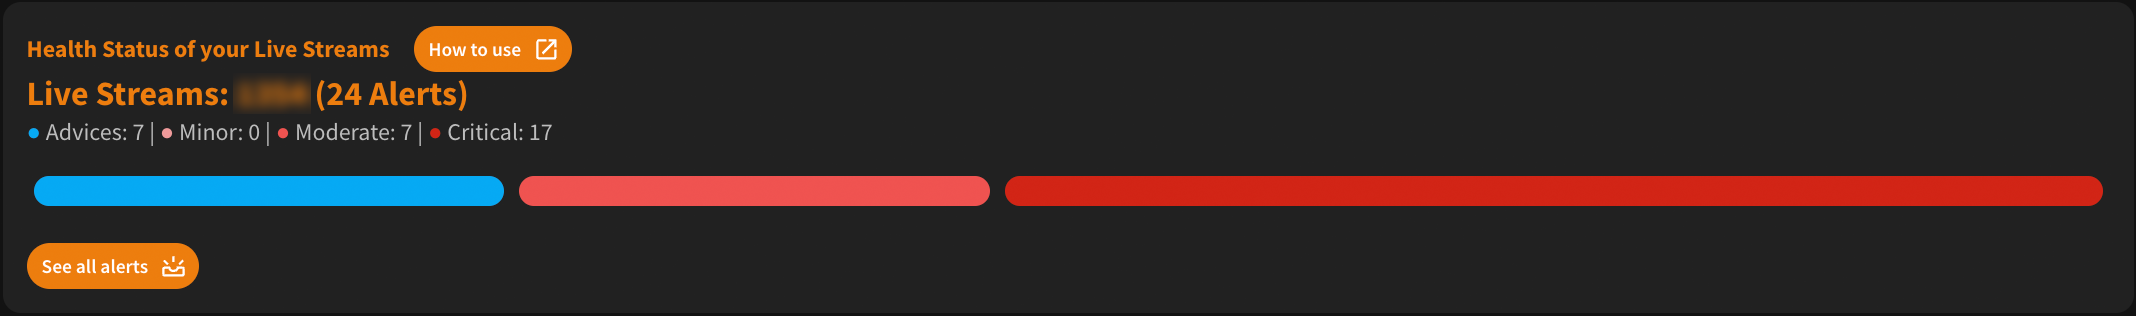 Health Status of your Live Streams
How to use
Live Streams: (24 Alerts)
Advices: 7 | Minor: 0 | Moderate: 7 | Critical: 17
See all alerts